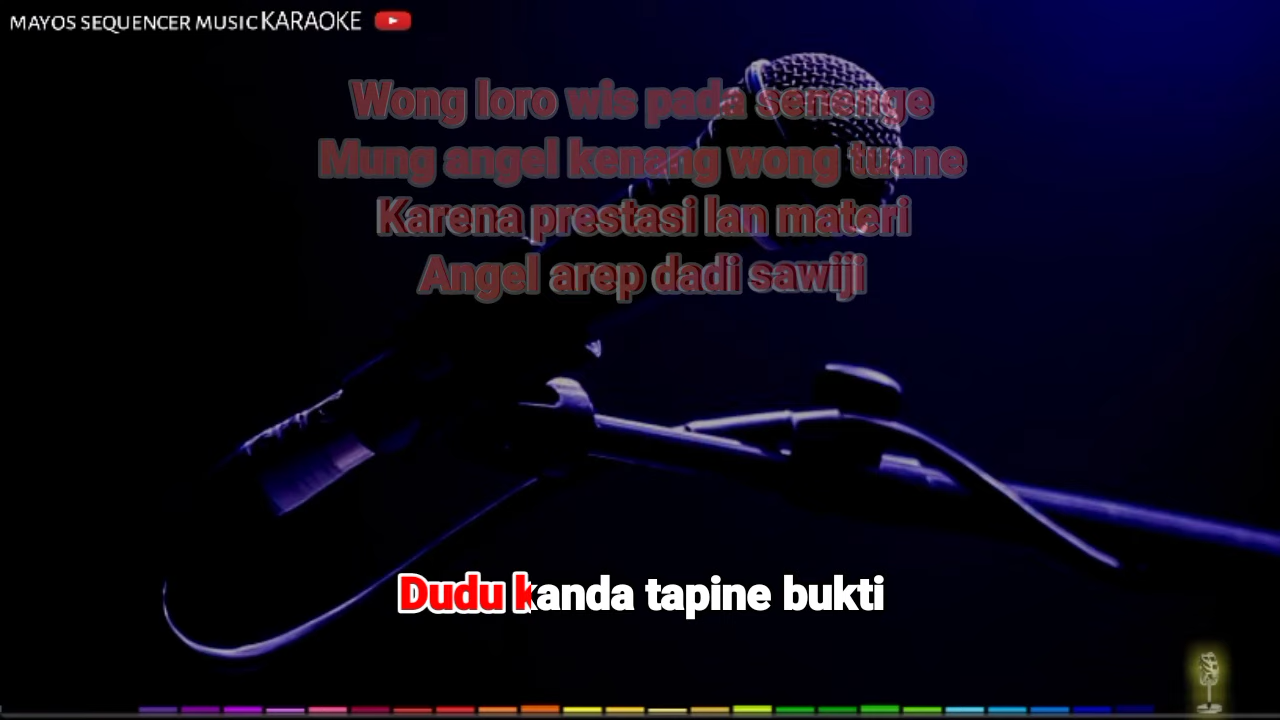 MAYOS SEQUENCER MUSIC KARAOKE
Wong loro wis pada senenge
Mung angel kenang wong tuane
Karena prestasi lan materi
Angel arep dadi sawiji
Dudu kanda tapine bukti